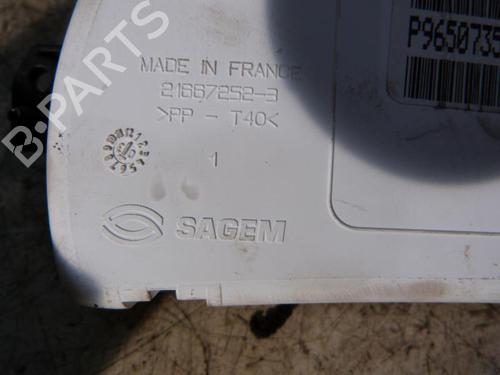 B-PARTS
P9650735
MADE IN FRANCE
21667252-3
>PP - T40<
1
SAGEM